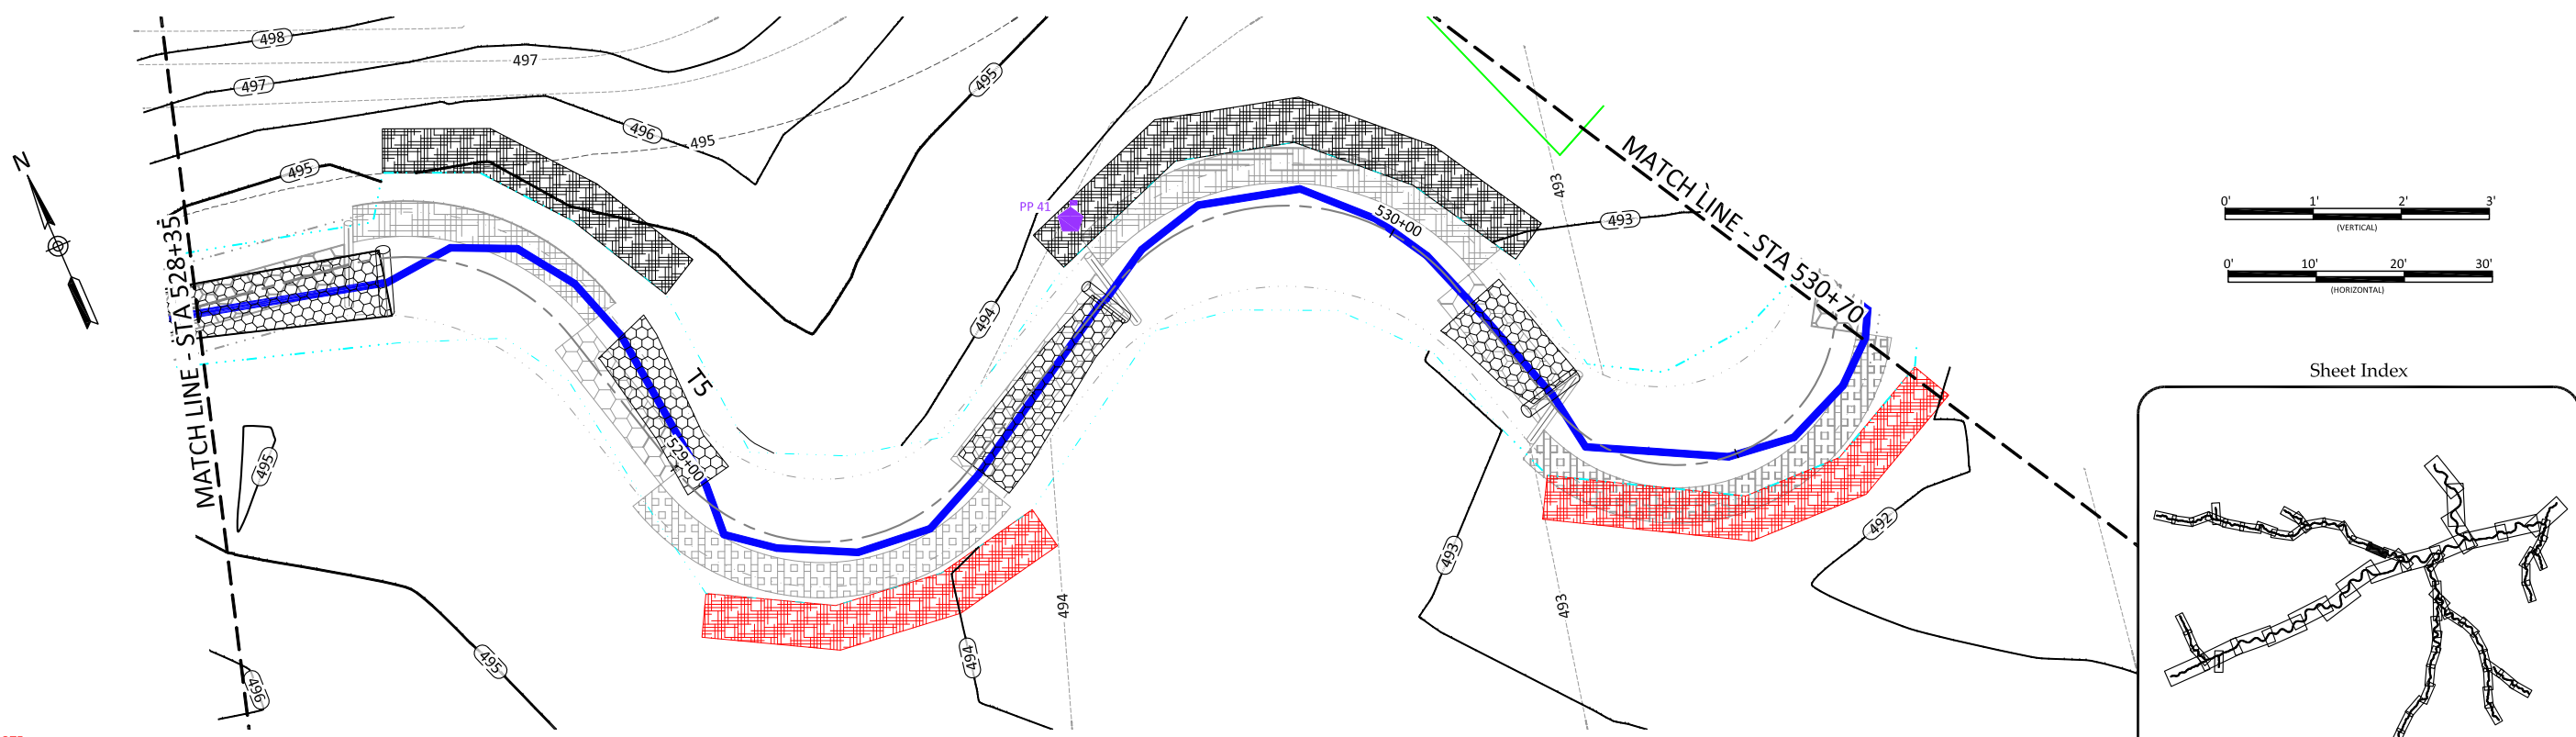 498
497
497
496
495
495
495
N
MATCH LINE - STA 528+35
495
496
495
T5
529+00
494
PP 41
530+00
493
493
MATCH LINE - STA 530+70
494
494
493
493
492
0' 1' 2' 3'
(VERTICAL)
0' 10' 20' 30'
(HORIZONTAL)
Sheet Index